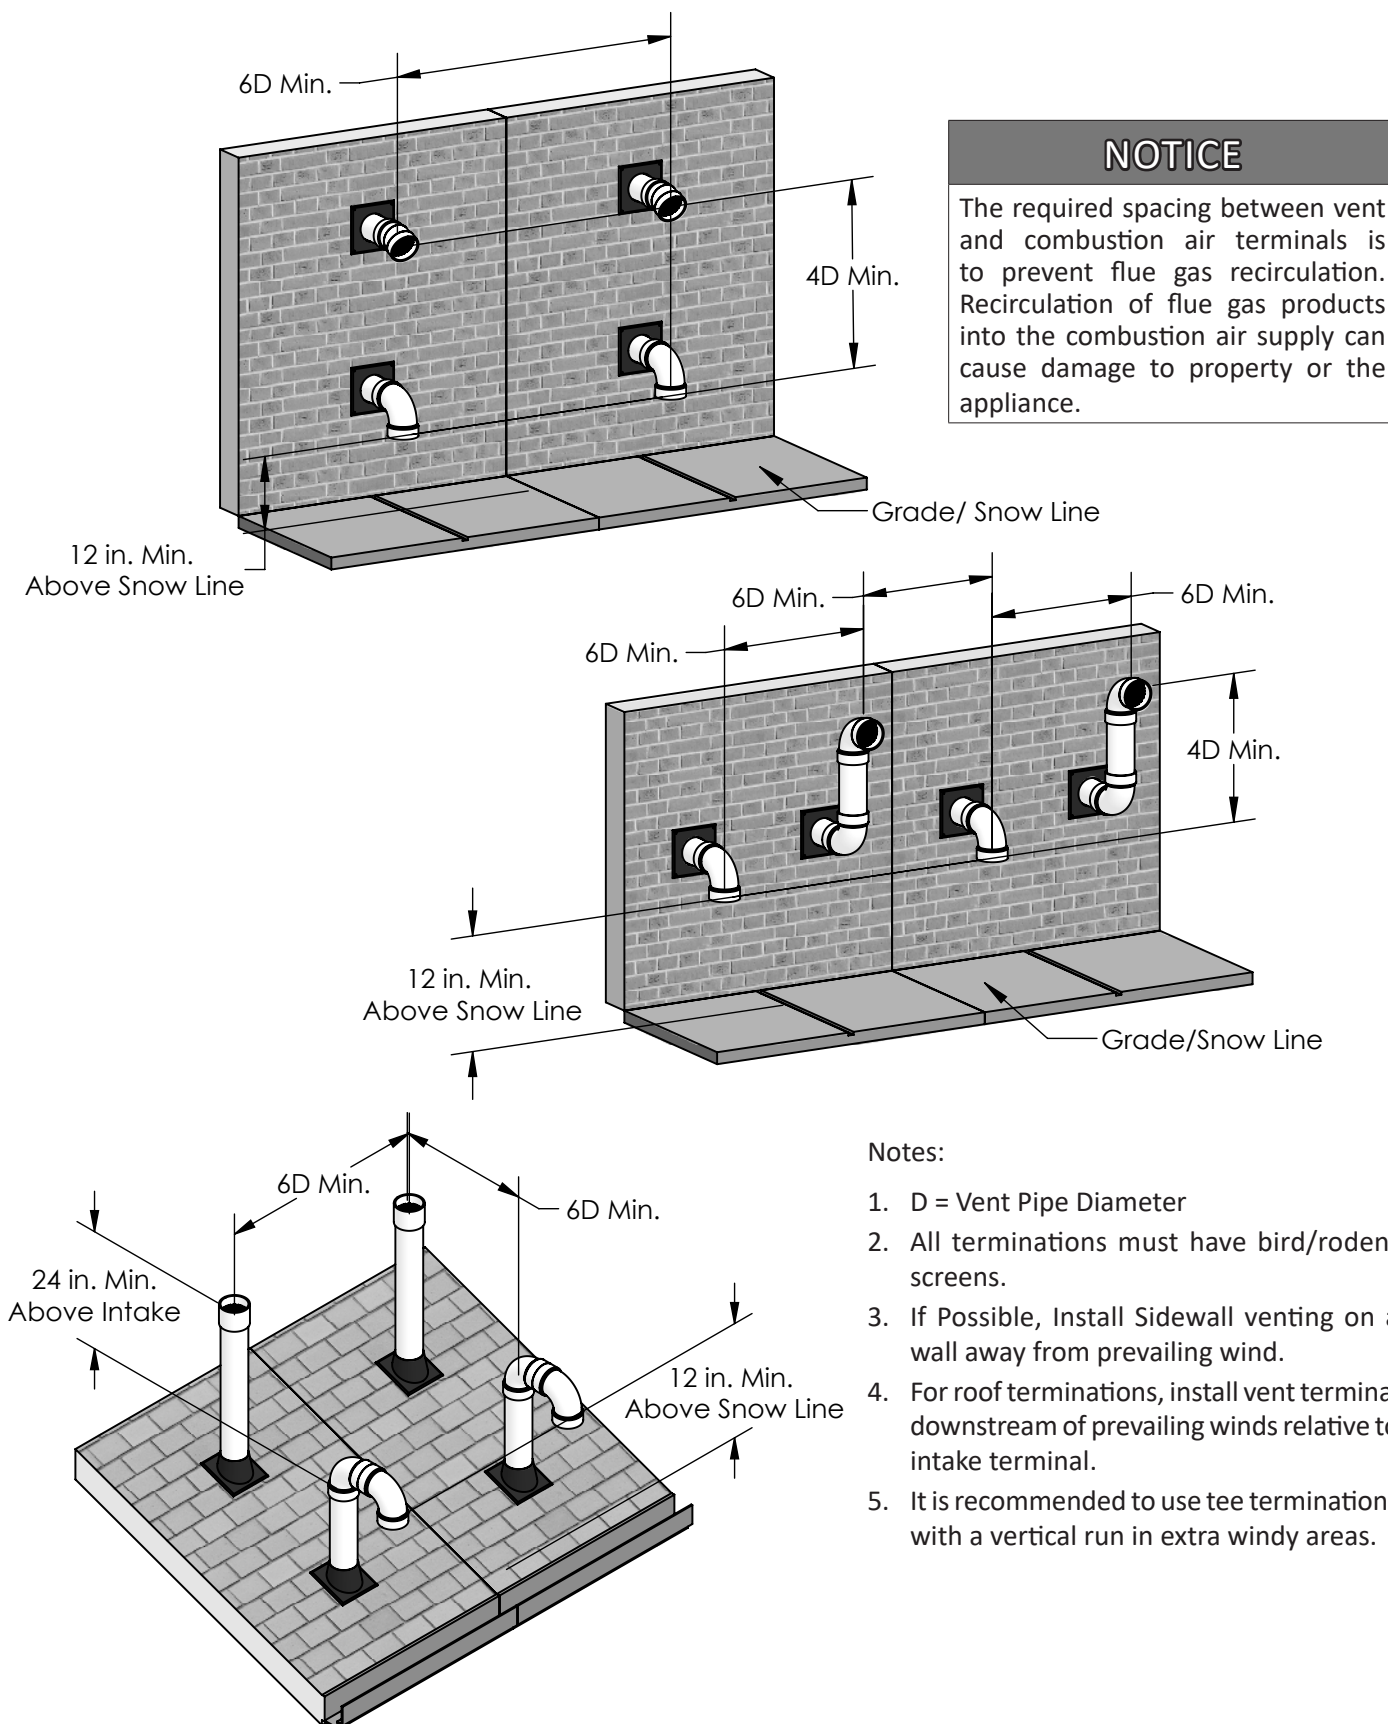 6D Min.
NOTICE
The required spacing between vent
and combustion air terminals is
to prevent flue gas recirculation.
Recirculation of flue gas products
into the combustion air supply can
cause damage to property or the
appliance.
4D Min.
Grade/ Snow Line
12 in. Min.
Above Snow Line
6D Min.
6D Min.
6D Min.
4D Min.
12 in. Min.
Above Snow Line
Grade/Snow Line
6D Min.
6D Min.
24 in. Min.
Above Intake
12 in. Min.
Above Snow Line
Notes:
1. D = Vent Pipe Diameter
2. All terminations must have bird/roden
screens.
3. If Possible, Install Sidewall venting on a
wall away from prevailing wind.
4. For roof terminations, install vent termina
downstream of prevailing winds relative to
intake terminal.
5. It is recommended to use tee termination
with a vertical run in extra windy areas.